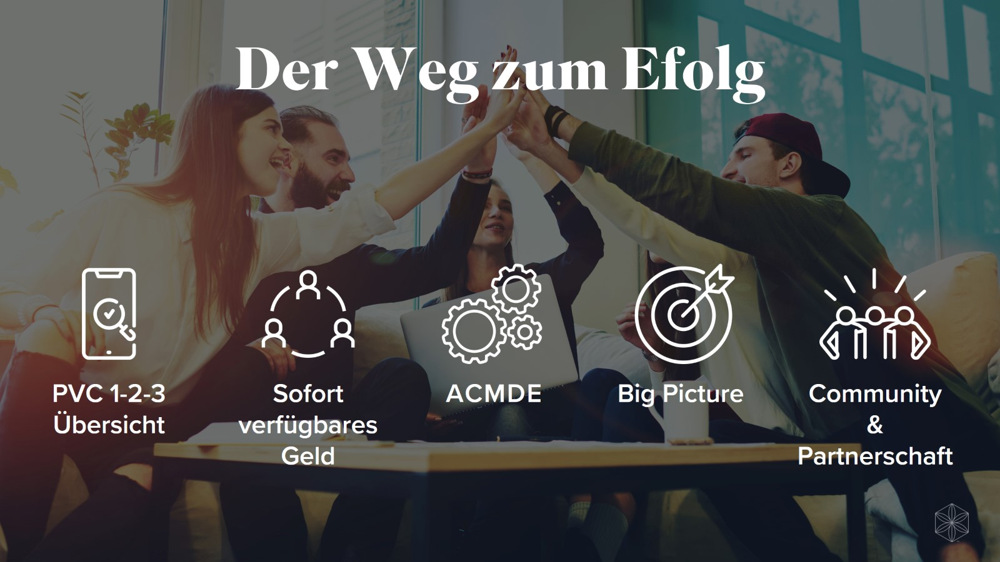 Der Weg zum Efolg
PVC 1-2-3
Übersicht
Sofort
verfügbares
Geld
ACMDE
Big Picture
Community
&
Partnerschaft